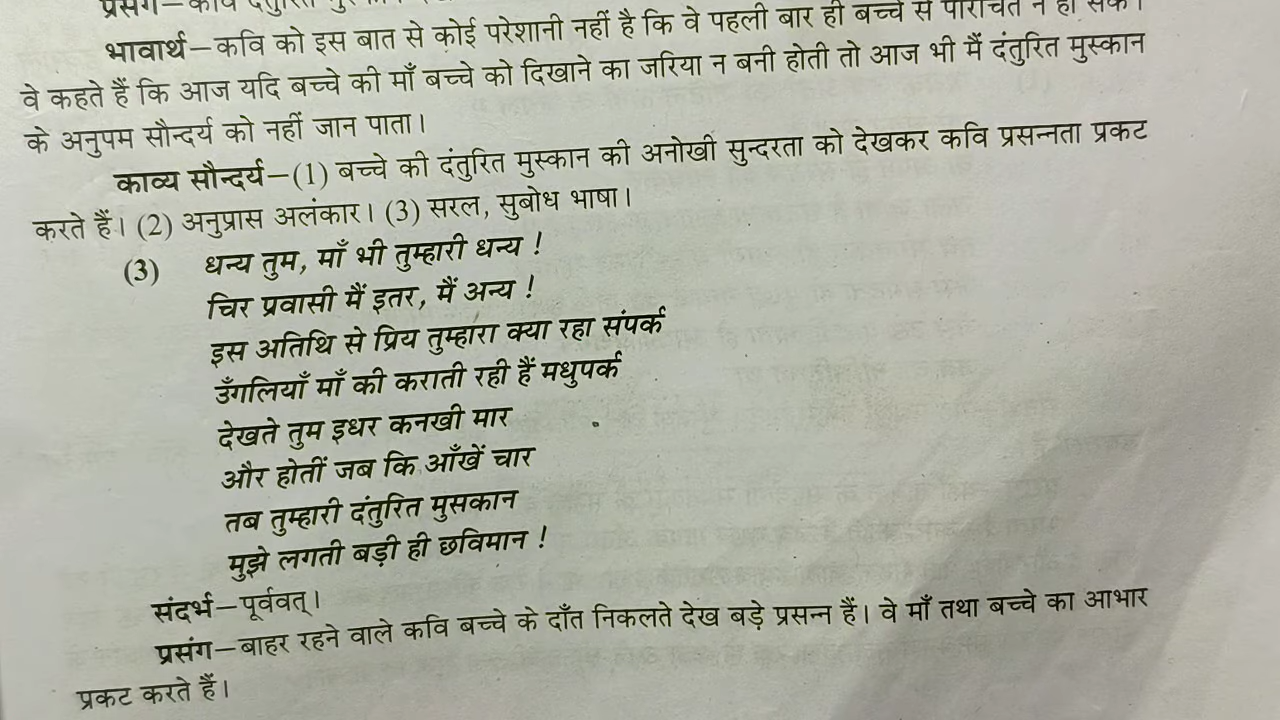 प्रसंग—कवि दंतुरित
भावार्थ—कवि को इस बात से कोई परेशानी नहीं है कि वे पहली बार ही बच्चे से परिचित न हो सके।
वे कहते हैं कि आज यदि बच्चे की माँ बच्चे को दिखाने का जरिया न बनी होती तो आज भी मैं दंतुरित मुस्कान
के अनुपम सौन्दर्य को नहीं जान पाता।
काव्य सौन्दर्य—(1) बच्चे की दंतुरित मुस्कान की अनोखी सुन्दरता को देखकर कवि प्रसन्नता प्रकट
करते हैं। (2) अनुप्रास अलंकार। (3) सरल, सुबोध भाषा।
(3) धन्य तुम, माँ भी तुम्हारी धन्य !
चिर प्रवासी मैं इतर, मैं अन्य !
इस अतिथि से प्रिय तुम्हारा क्या रहा संपर्क
उँगलियाँ माँ की कराती रही हैं मधुपर्क
देखते तुम इधर कनखी मार
और होतीं जब कि आँखें चार
तब तुम्हारी दंतुरित मुसकान
मुझे लगती बड़ी ही छविमान !
संदर्भ—पूर्ववत्।
प्रसंग—बाहर रहने वाले कवि बच्चे के दाँत निकलते देख बड़े प्रसन्न हैं। वे माँ तथा बच्चे का आभार
प्रकट करते हैं।